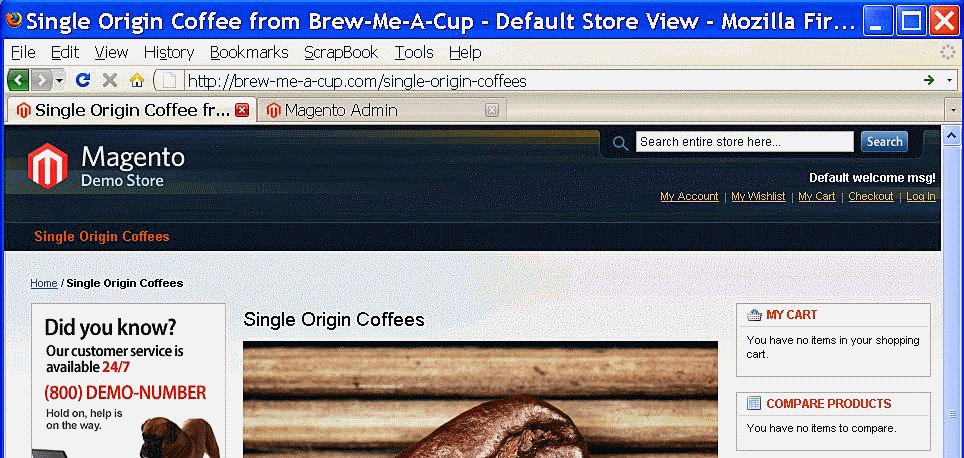 Single Origin Coffee from Brew-Me-A-Cup - Default Store View - Mozilla Fir...
File Edit View History Bookmarks ScrapBook Tools Help
http://brew-me-a-cup.com/single-origin-coffees
Single Origin Coffee fr... Magento Admin
Search entire store here... Search
Magento
Demo Store
Default welcome msg!
My Account | My Wishlist | My Cart | Checkout | Log In
Single Origin Coffees
Home / Single Origin Coffees
Did you know?
Our customer service is
available 24/7
(800) DEMO-NUMBER
Hold on, help is
on the way.
Single Origin Coffees
MY CART
You have no items in your shopping
cart.
COMPARE PRODUCTS
You have no items to compare.